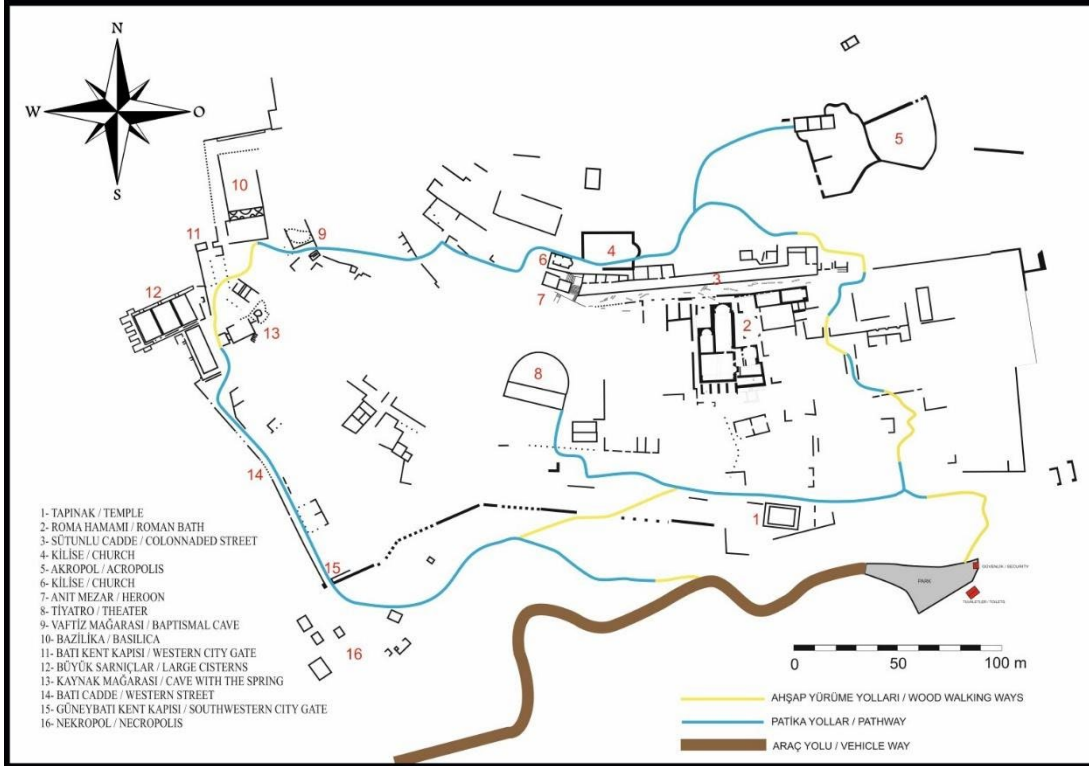 N
W
O
S
5
10
9
11
4
6
3
12
7
13
2
8
14
1
15
16
1- TAPINAK / TEMPLE
2- ROMA HAMAMI / ROMAN BATH
3- SÜTUNLU CADDE / COLONNADED STREET
4- KİLİSE / CHURCH
5- AKROPOL / ACROPOLIS
6- KİLİSE / CHURCH
7- ANIT MEZAR / HEROON
8- TİYATRO / THEATER
9- VAFTİZ MAĞARASI / BAPTISMAL CAVE
10- BAZİLİKA / BASILICA
11- BATI KENT KAPISI / WESTERN CITY GATE
12- BÜYÜK SARNIÇLAR / LARGE CISTERNS
13- KAYNAK MAĞARASI / CAVE WITH THE SPRING
14- BATI CADDE / WESTERN STREET
15- GÜNEYBATI KENT KAPISI / SOUTHWESTERN CITY GATE
16- NEKROPOL / NECROPOLIS
PARK
GÜVENLİK / SECURITY
TUVALETLER / TOILETS
0 50 100 m
AHŞAP YÜRÜME YOLLARI / WOOD WALKING WAYS
PATİKA YOLLAR / PATHWAY
ARAÇ YOLU / VEHICLE WAY